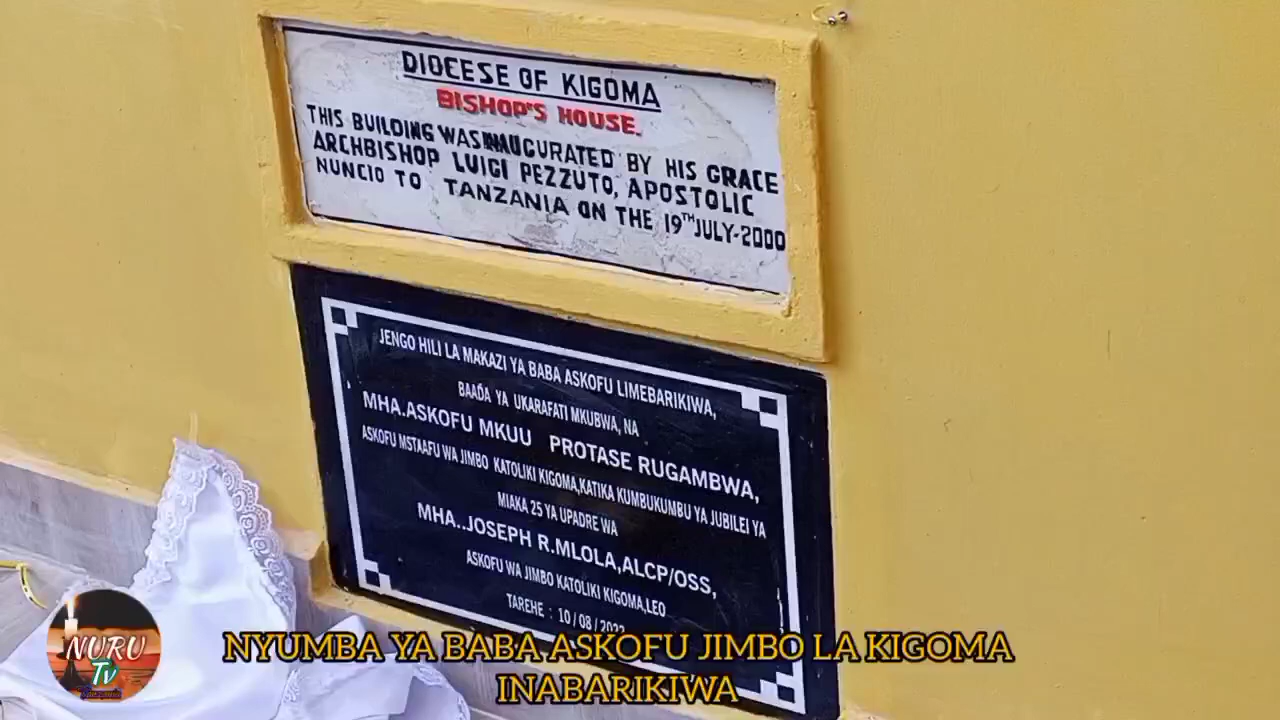 DIOCESE OF KIGOMA
BISHOP'S HOUSE.
THIS BUILDING WAS INAUGURATED BY HIS GRACE
ARCHBISHOP LUIGI PEZZUTO, APOSTOLIC
NUNCIO TO TANZANIA ON THE 19TH JULY-2000
JENGO HILI LA MAKAZI YA BABA ASKOFU LIMEBARIKIWA,
BAADA YA UKARAFATI MKUBWA, NA
MHA.ASKOFU MKUU PROTASE RUGAMBWA,
ASKOFU MSTAAFU WA JIMBO KATOLIKI KIGOMA,KATIKA KUMBUKUMBU YA JUBILEI YA
MIAKA 25 YA UPADRE WA
MHA..JOSEPH R.MLOLA,ALCP/OSS,
ASKOFU WA JIMBO KATOLIKI KIGOMA,LEO
TAREHE : 10/08/2022
NURU
Tv
NYUMBA YA BABA ASKOFU JIMBO LA KIGOMA
INABARIKIWA